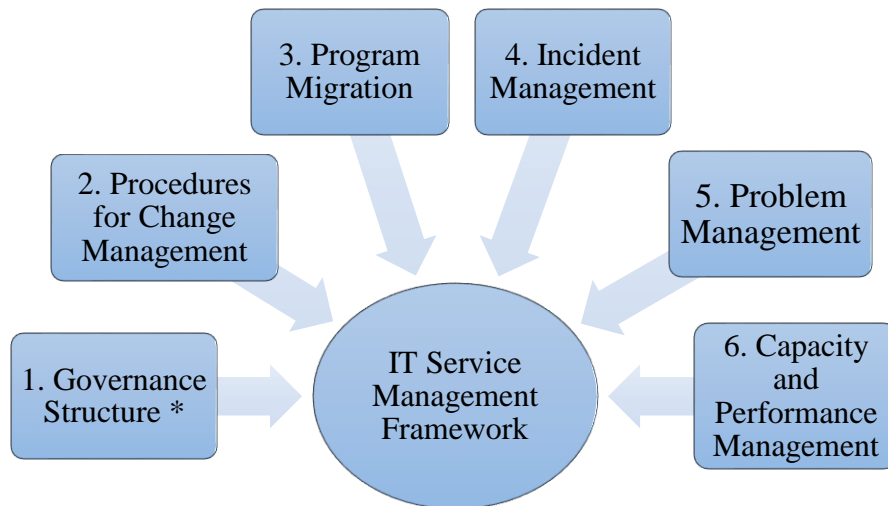 3. Program
Migration
4. Incident
Management
2. Procedures
for Change
Management
5. Problem
Management
1. Governance
Structure *
IT Service
Management
Framework
6. Capacity
and
Performance
Management